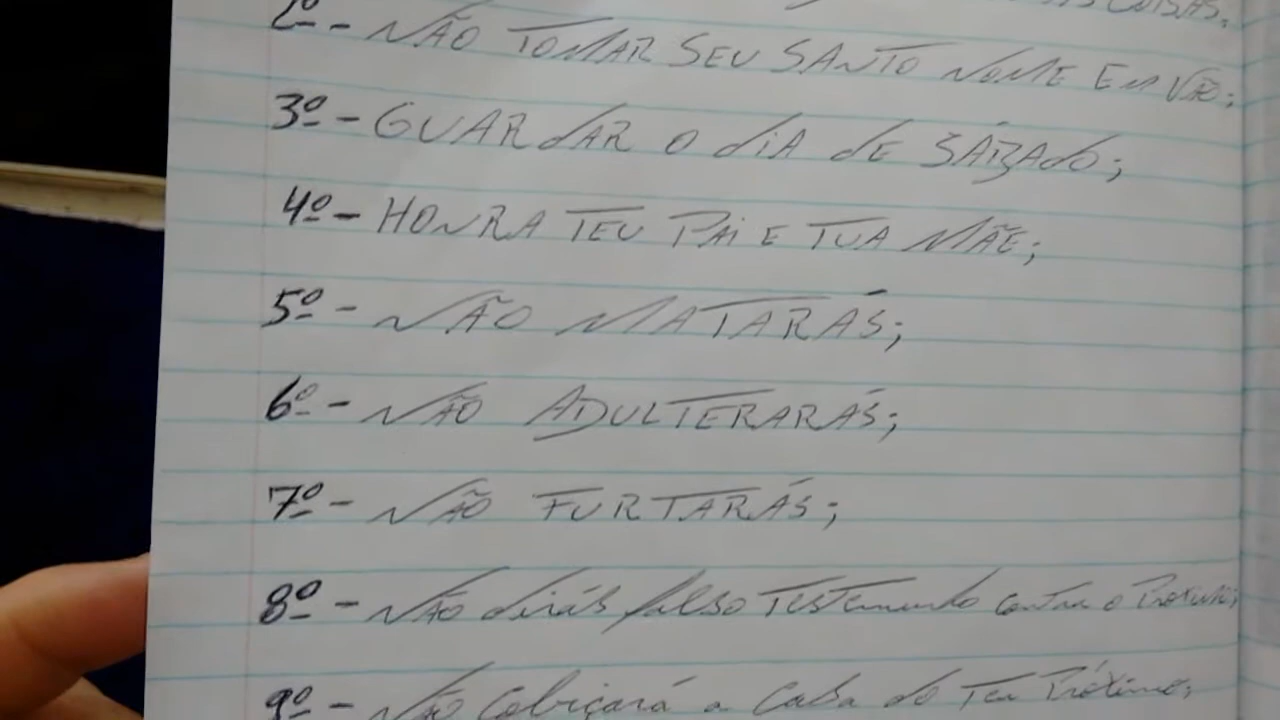 COISAS.
2º - NÃO TOMAR SEU SANTO NOME EM VÃO;
3º - GUARDAR O DIA DE SÁBADO;
4º - HONRA TEU PAI E TUA MÃE;
5º - NÃO MATARÁS;
6º - NÃO ADULTERARÁS;
7º - NÃO FURTARÁS;
8º - NÃO dirás falso Testemunho contra o Próximo;
9º - NÃO Cobiçará a Casa do Teu Próximo;